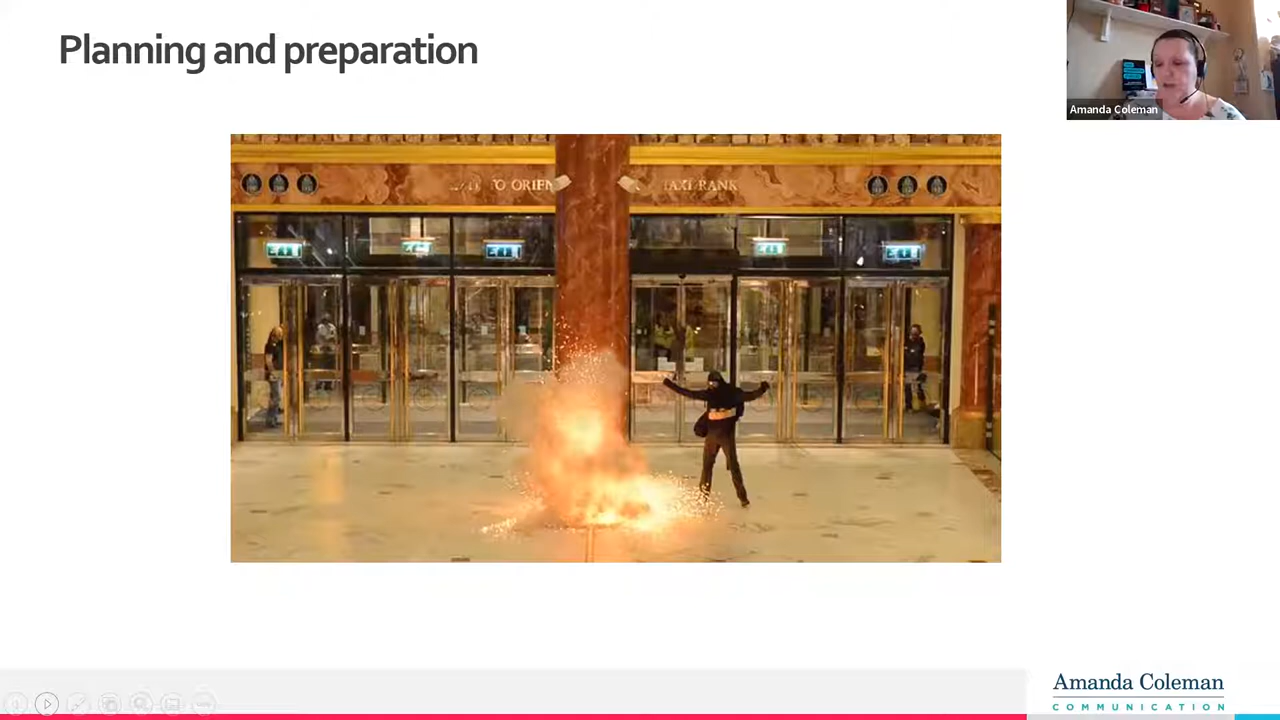 Planning and preparation
Amanda Coleman
TO ORIEN
TAXI RANK
Amanda Coleman
COMMUNICATION